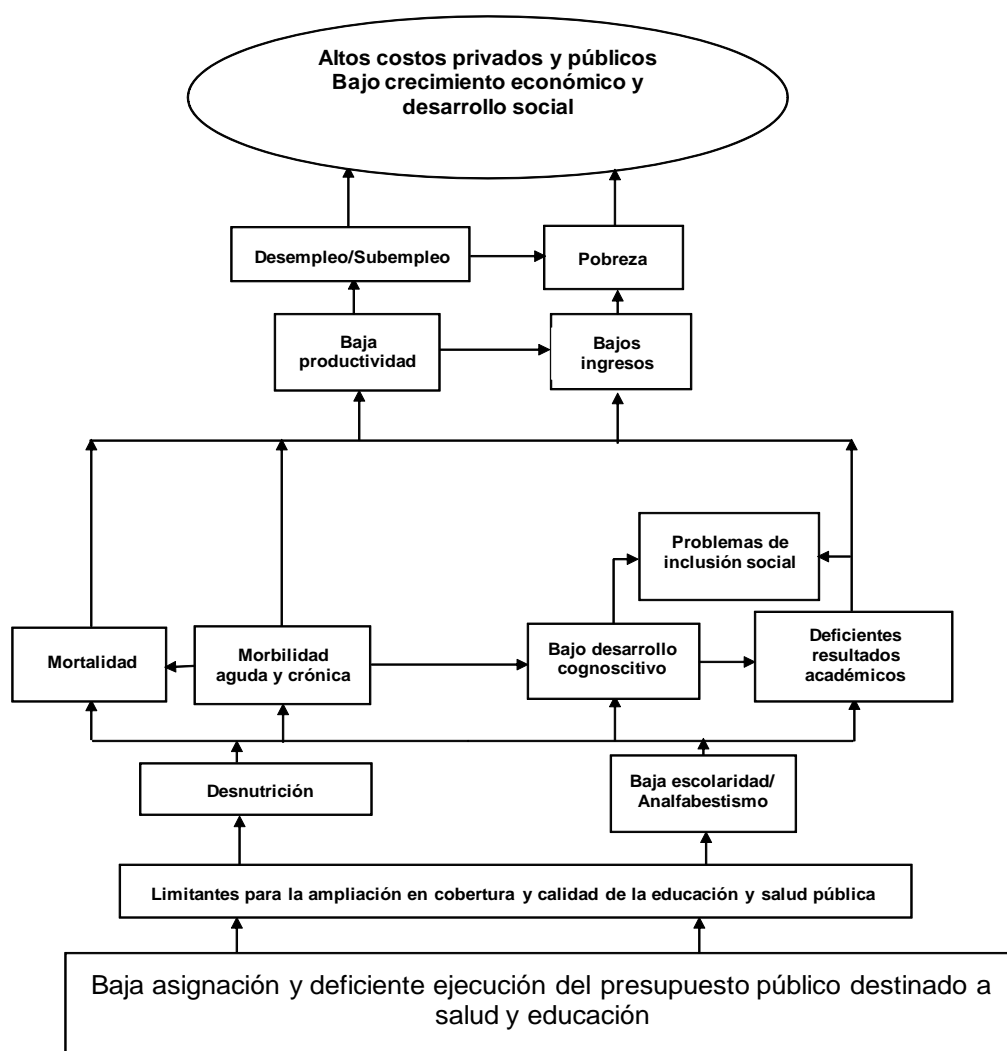 Altos costos privados y públicos
Bajo crecimiento económico y
desarrollo social
Desempleo/Subempleo
Pobreza
Baja
productividad
Bajos
ingresos
Problemas de
inclusión social
Mortalidad
Morbilidad
aguda y crónica
Bajo desarrollo
cognoscitivo
Deficientes
resultados
académicos
Desnutrición
Baja escolaridad/
Analfabestismo
Limitantes para la ampliación en cobertura y calidad de la educación y salud pública
Baja asignación y deficiente ejecución del presupuesto público destinado a
salud y educación